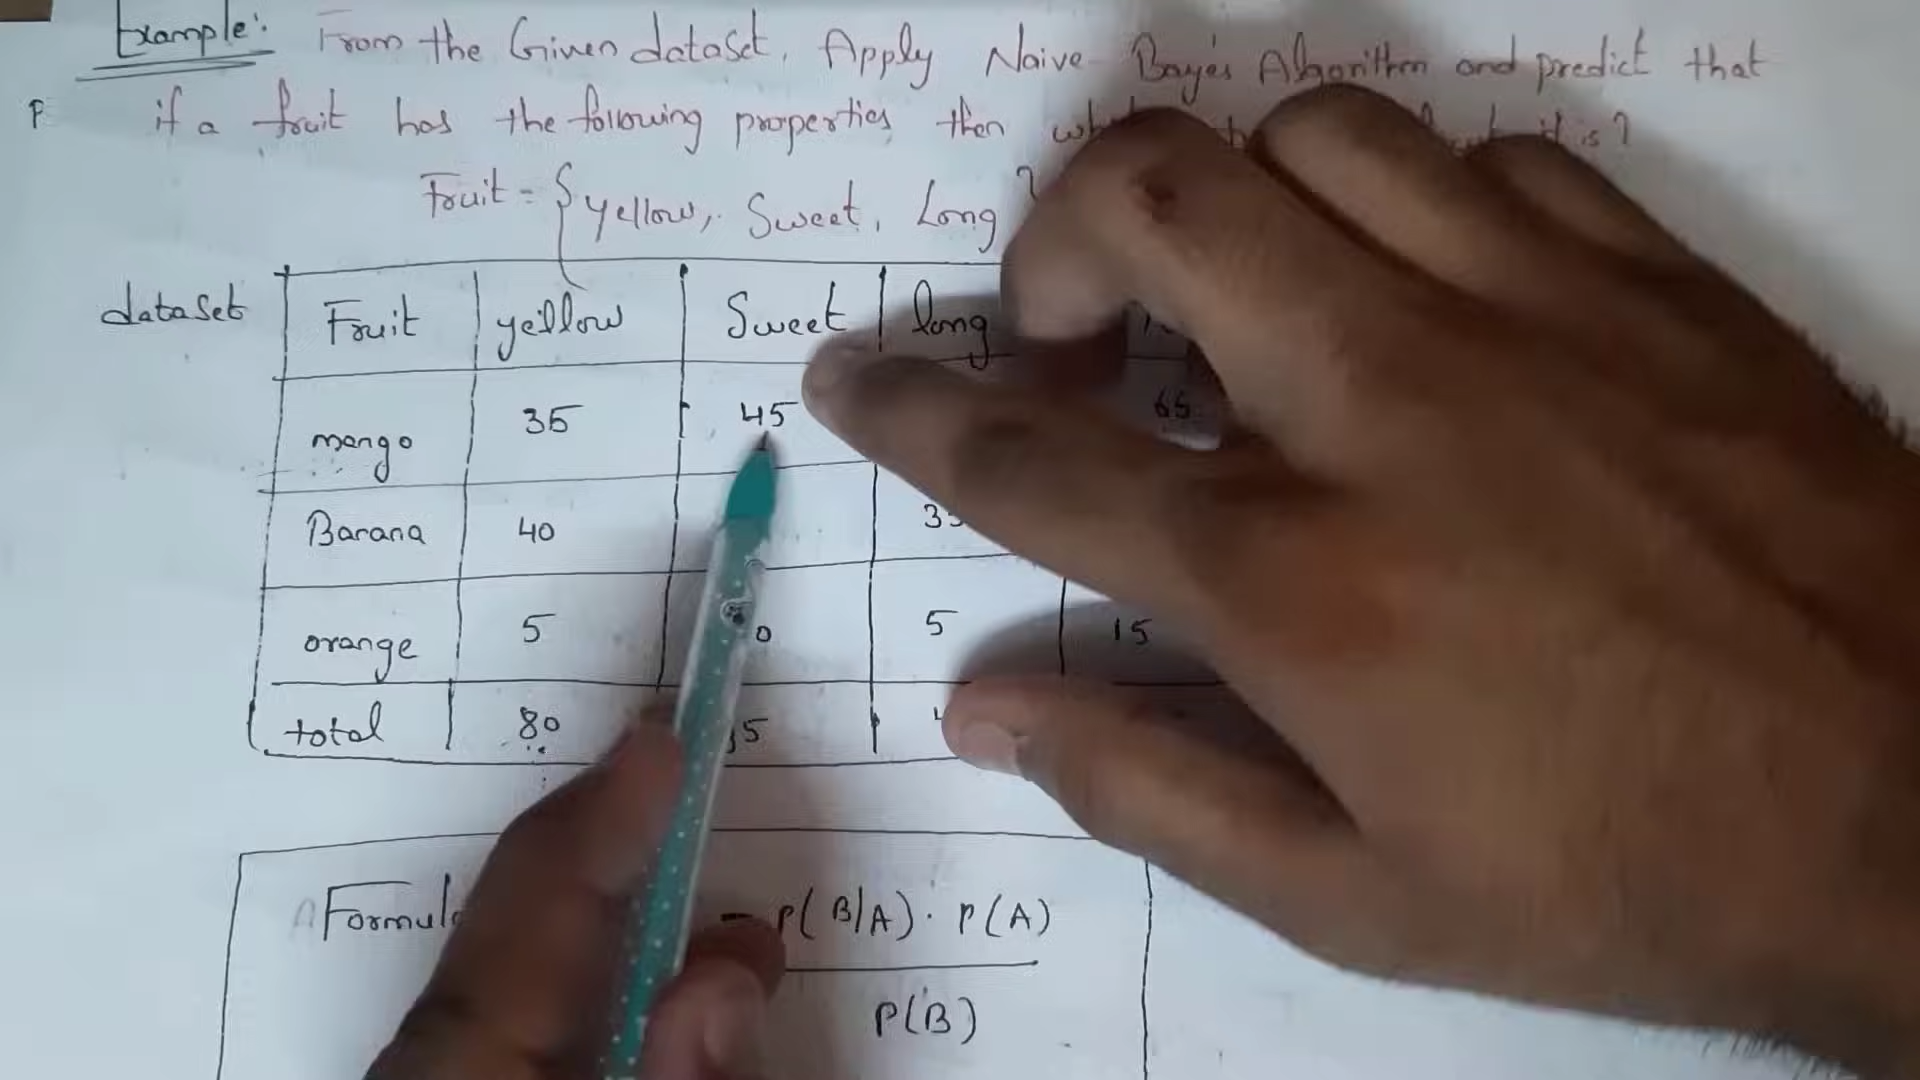 Example: From the Given dataset, Apply Naive Bayes Algorithm and predict that
P if a fruit has the following properties then it is?
Fruit = {yellow, Sweet, Long
dataset
Fruit yellow Sweet long
mango 35 45 65
Banana 40
orange 5 5 15
total 80
P(B|A) · P(A)
P(B)